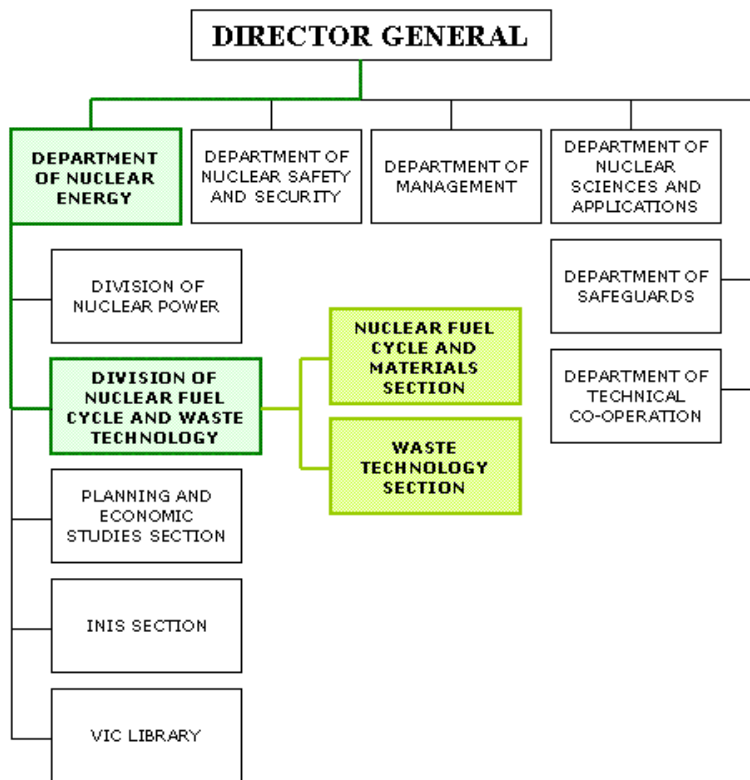 DIRECTOR GENERAL
DEPARTMENT
OF NUCLEAR
ENERGY
DEPARTMENT OF
NUCLEAR SAFETY
AND SECURITY
DEPARTMENT OF
MANAGEMENT
DEPARTMENT OF
NUCLEAR
SCIENCES AND
APPLICATIONS
DIVISION OF
NUCLEAR POWER
DEPARTMENT OF
SAFEGUARDS
DIVISION OF
NUCLEAR FUEL
CYCLE AND WASTE
TECHNOLOGY
NUCLEAR FUEL
CYCLE AND
MATERIALS
SECTION
DEPARTMENT OF
TECHNICAL
CO-OPERATION
WASTE
TECHNOLOGY
SECTION
PLANNING AND
ECONOMIC
STUDIES SECTION
INIS SECTION
VIC LIBRARY